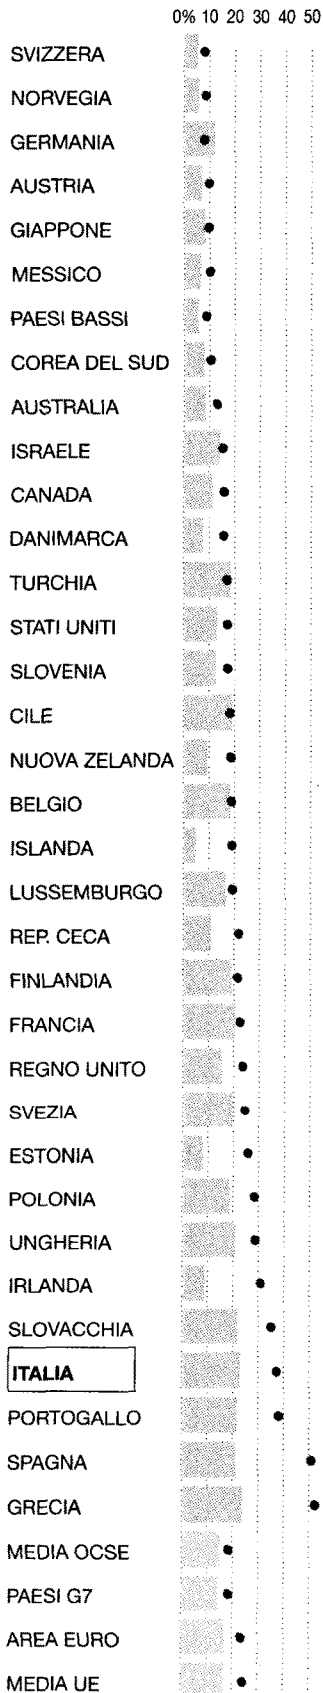 0% 10 20 30 40 50
SVIZZERA
NORVEGIA
GERMANIA
AUSTRIA
GIAPPONE
MESSICO
PAESI BASSI
COREA DEL SUD
AUSTRALIA
ISRAELE
CANADA
DANIMARCA
TURCHIA
STATI UNITI
SLOVENIA
CILE
NUOVA ZELANDA
BELGIO
ISLANDA
LUSSEMBURGO
REP. CECA
FINLANDIA
FRANCIA
REGNO UNITO
SVEZIA
ESTONIA
POLONIA
UNGHERIA
IRLANDA
SLOVACCHIA
ITALIA
PORTOGALLO
SPAGNA
GRECIA
MEDIA OCSE
PAESI G7
AREA EURO
MEDIA UE